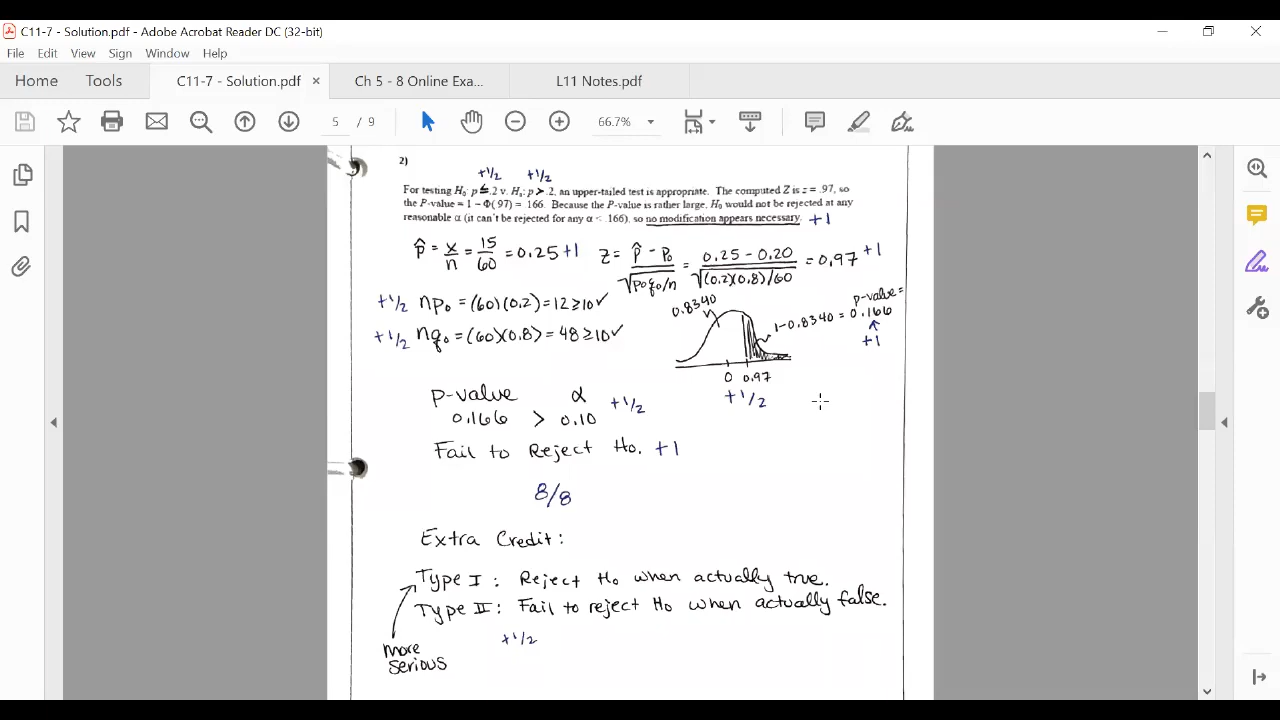 C11-7 - Solution.pdf - Adobe Acrobat Reader DC (32-bit)
File Edit View Sign Window Help
Home Tools C11-7 - Solution.pdf × Ch 5 - 8 Online Exa... L11 Notes.pdf
5 / 9 66.7%
2)
+1/2 +1/2
For testing H0: p ≤ .2 v. Ha: p > .2, an upper-tailed test is appropriate. The computed Z is z = .97, so
the P-value = 1 − Φ(.97) = .166. Because the P-value is rather large, H0 would not be rejected at any
reasonable α (it can't be rejected for any α < .166), so no modification appears necessary. +1
p̂ = x/n = 15/60 = 0.25 +1 z = (p̂ − p0)/√(p0q0/n) = (0.25 − 0.20)/√((0.2)(0.8)/60) = 0.97 +1
+1/2 np0 = (60)(0.2) = 12 ≥ 10 ✓
+1/2 nq0 = (60)(0.8) = 48 ≥ 10 ✓
0.8340
p-value =
1-0.8340 = 0.166
+1
0 0.97
+1/2
p-value α
0.166 > 0.10 +1/2
Fail to Reject Ho. +1
8/8
Extra Credit:
Type I: Reject Ho when actually true.
Type II: Fail to reject Ho when actually false.
+1/2
more
serious